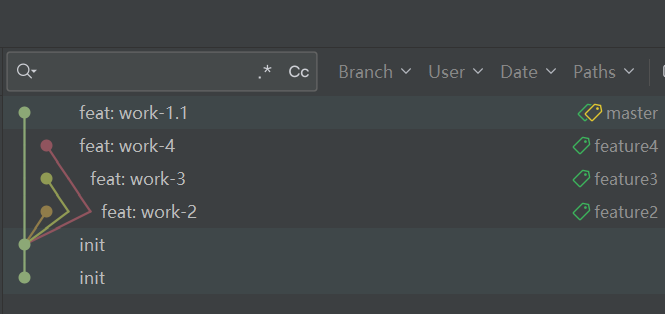 .* Cc Branch User Date Paths
feat: work-1.1 master
feat: work-4 feature4
feat: work-3 feature3
feat: work-2 feature2
init
init